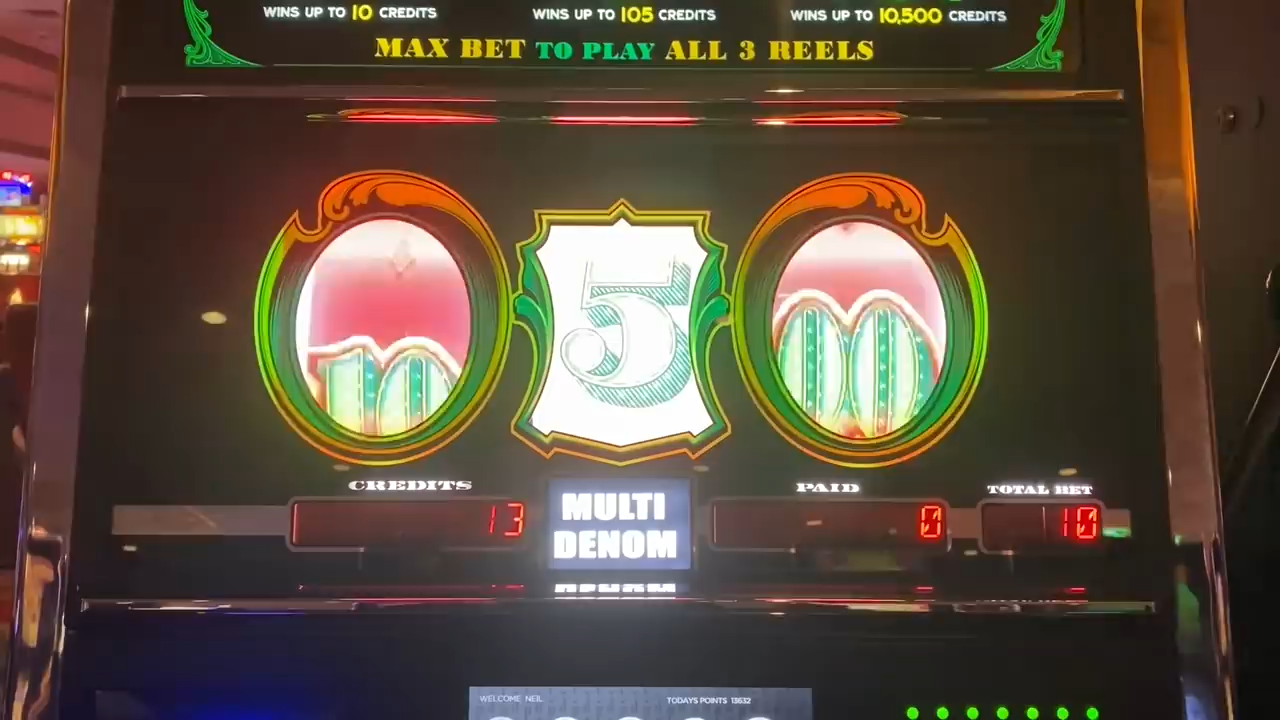 WINS UP TO 10 CREDITS
WINS UP TO 105 CREDITS
WINS UP TO 10,500 CREDITS
MAX BET TO PLAY ALL 3 REELS
10
5
00
CREDITS
13
MULTI
DENOM
PAID
0
TOTAL BET
10
WELCOME NEIL
TODAYS POINTS 13632